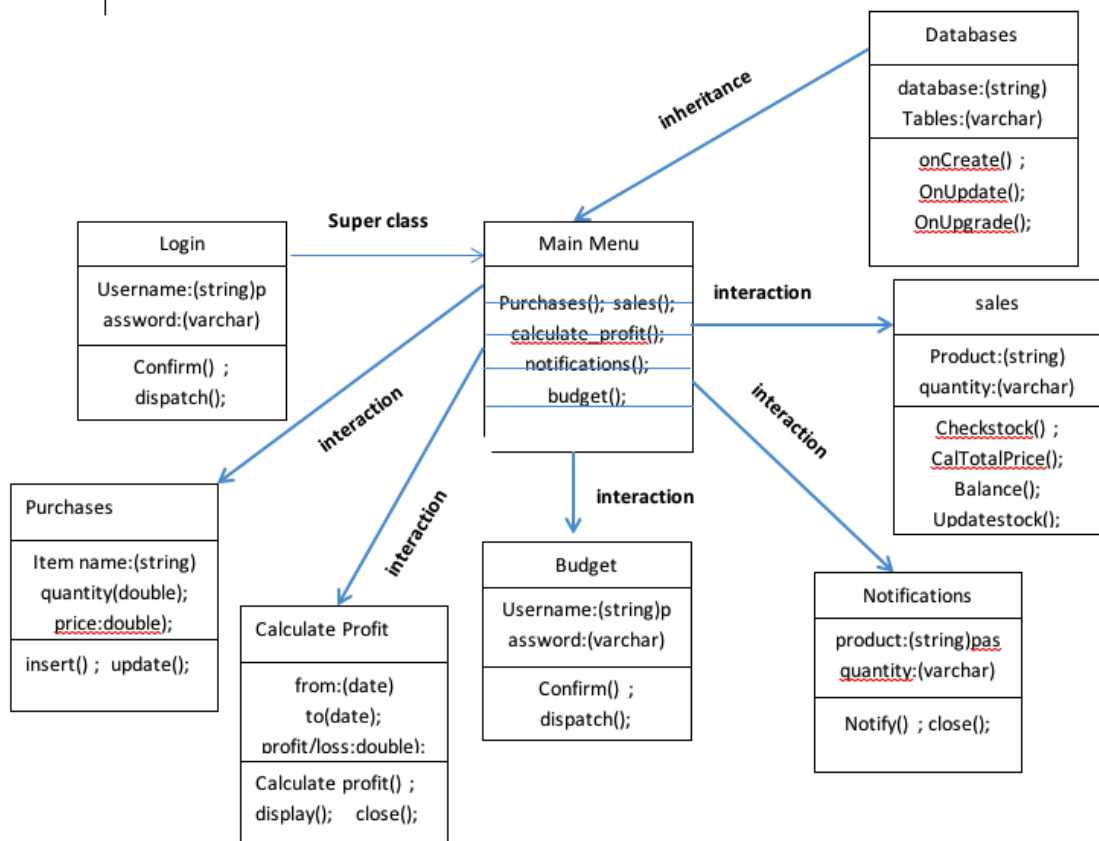 Databases
database:(string)
Tables:(varchar)
onCreate() ;
OnUpdate();
OnUpgrade();
inheritance
Super class
Login
Username:(string)p
assword:(varchar)
Confirm() ;
dispatch();
Main Menu
Purchases(); sales();
calculate_profit();
notifications();
budget();
interaction
sales
Product:(string)
quantity:(varchar)
Checkstock() ;
CalTotalPrice();
Balance();
Updatestock();
interaction
interaction
interaction
interaction
Purchases
Item name:(string)
quantity(double);
price:double);
insert() ; update();
Calculate Profit
from:(date)
to(date);
profit/loss:double);
Calculate profit() ;
display(); close();
Budget
Username:(string)p
assword:(varchar)
Confirm() ;
dispatch();
Notifications
product:(string)pas
quantity:(varchar)
Notify() ; close();